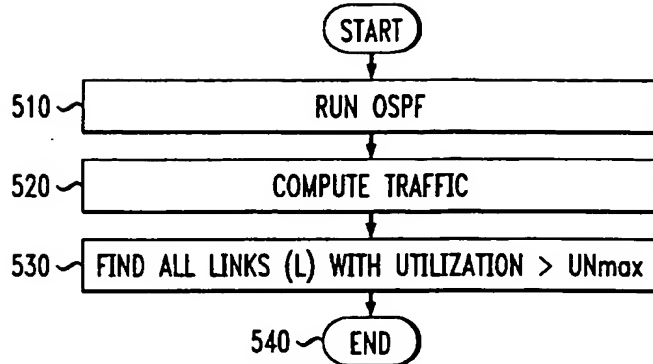 START
510 RUN OSPF
520 COMPUTE TRAFFIC
530 FIND ALL LINKS (L) WITH UTILIZATION > UNmax
540 END